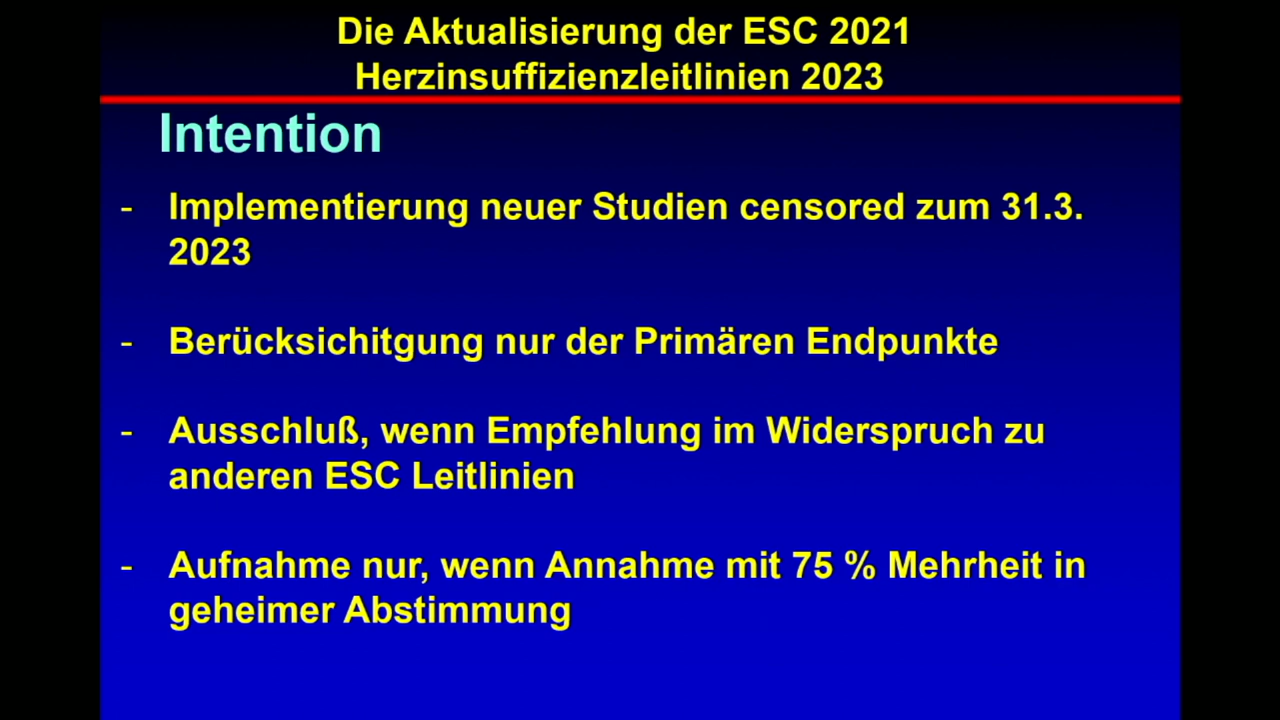 Die Aktualisierung der ESC 2021
Herzinsuffizienzleitlinien 2023
Intention
- Implementierung neuer Studien censored zum 31.3.
2023
- Berücksichitgung nur der Primären Endpunkte
- Ausschluß, wenn Empfehlung im Widerspruch zu
anderen ESC Leitlinien
- Aufnahme nur, wenn Annahme mit 75 % Mehrheit in
geheimer Abstimmung